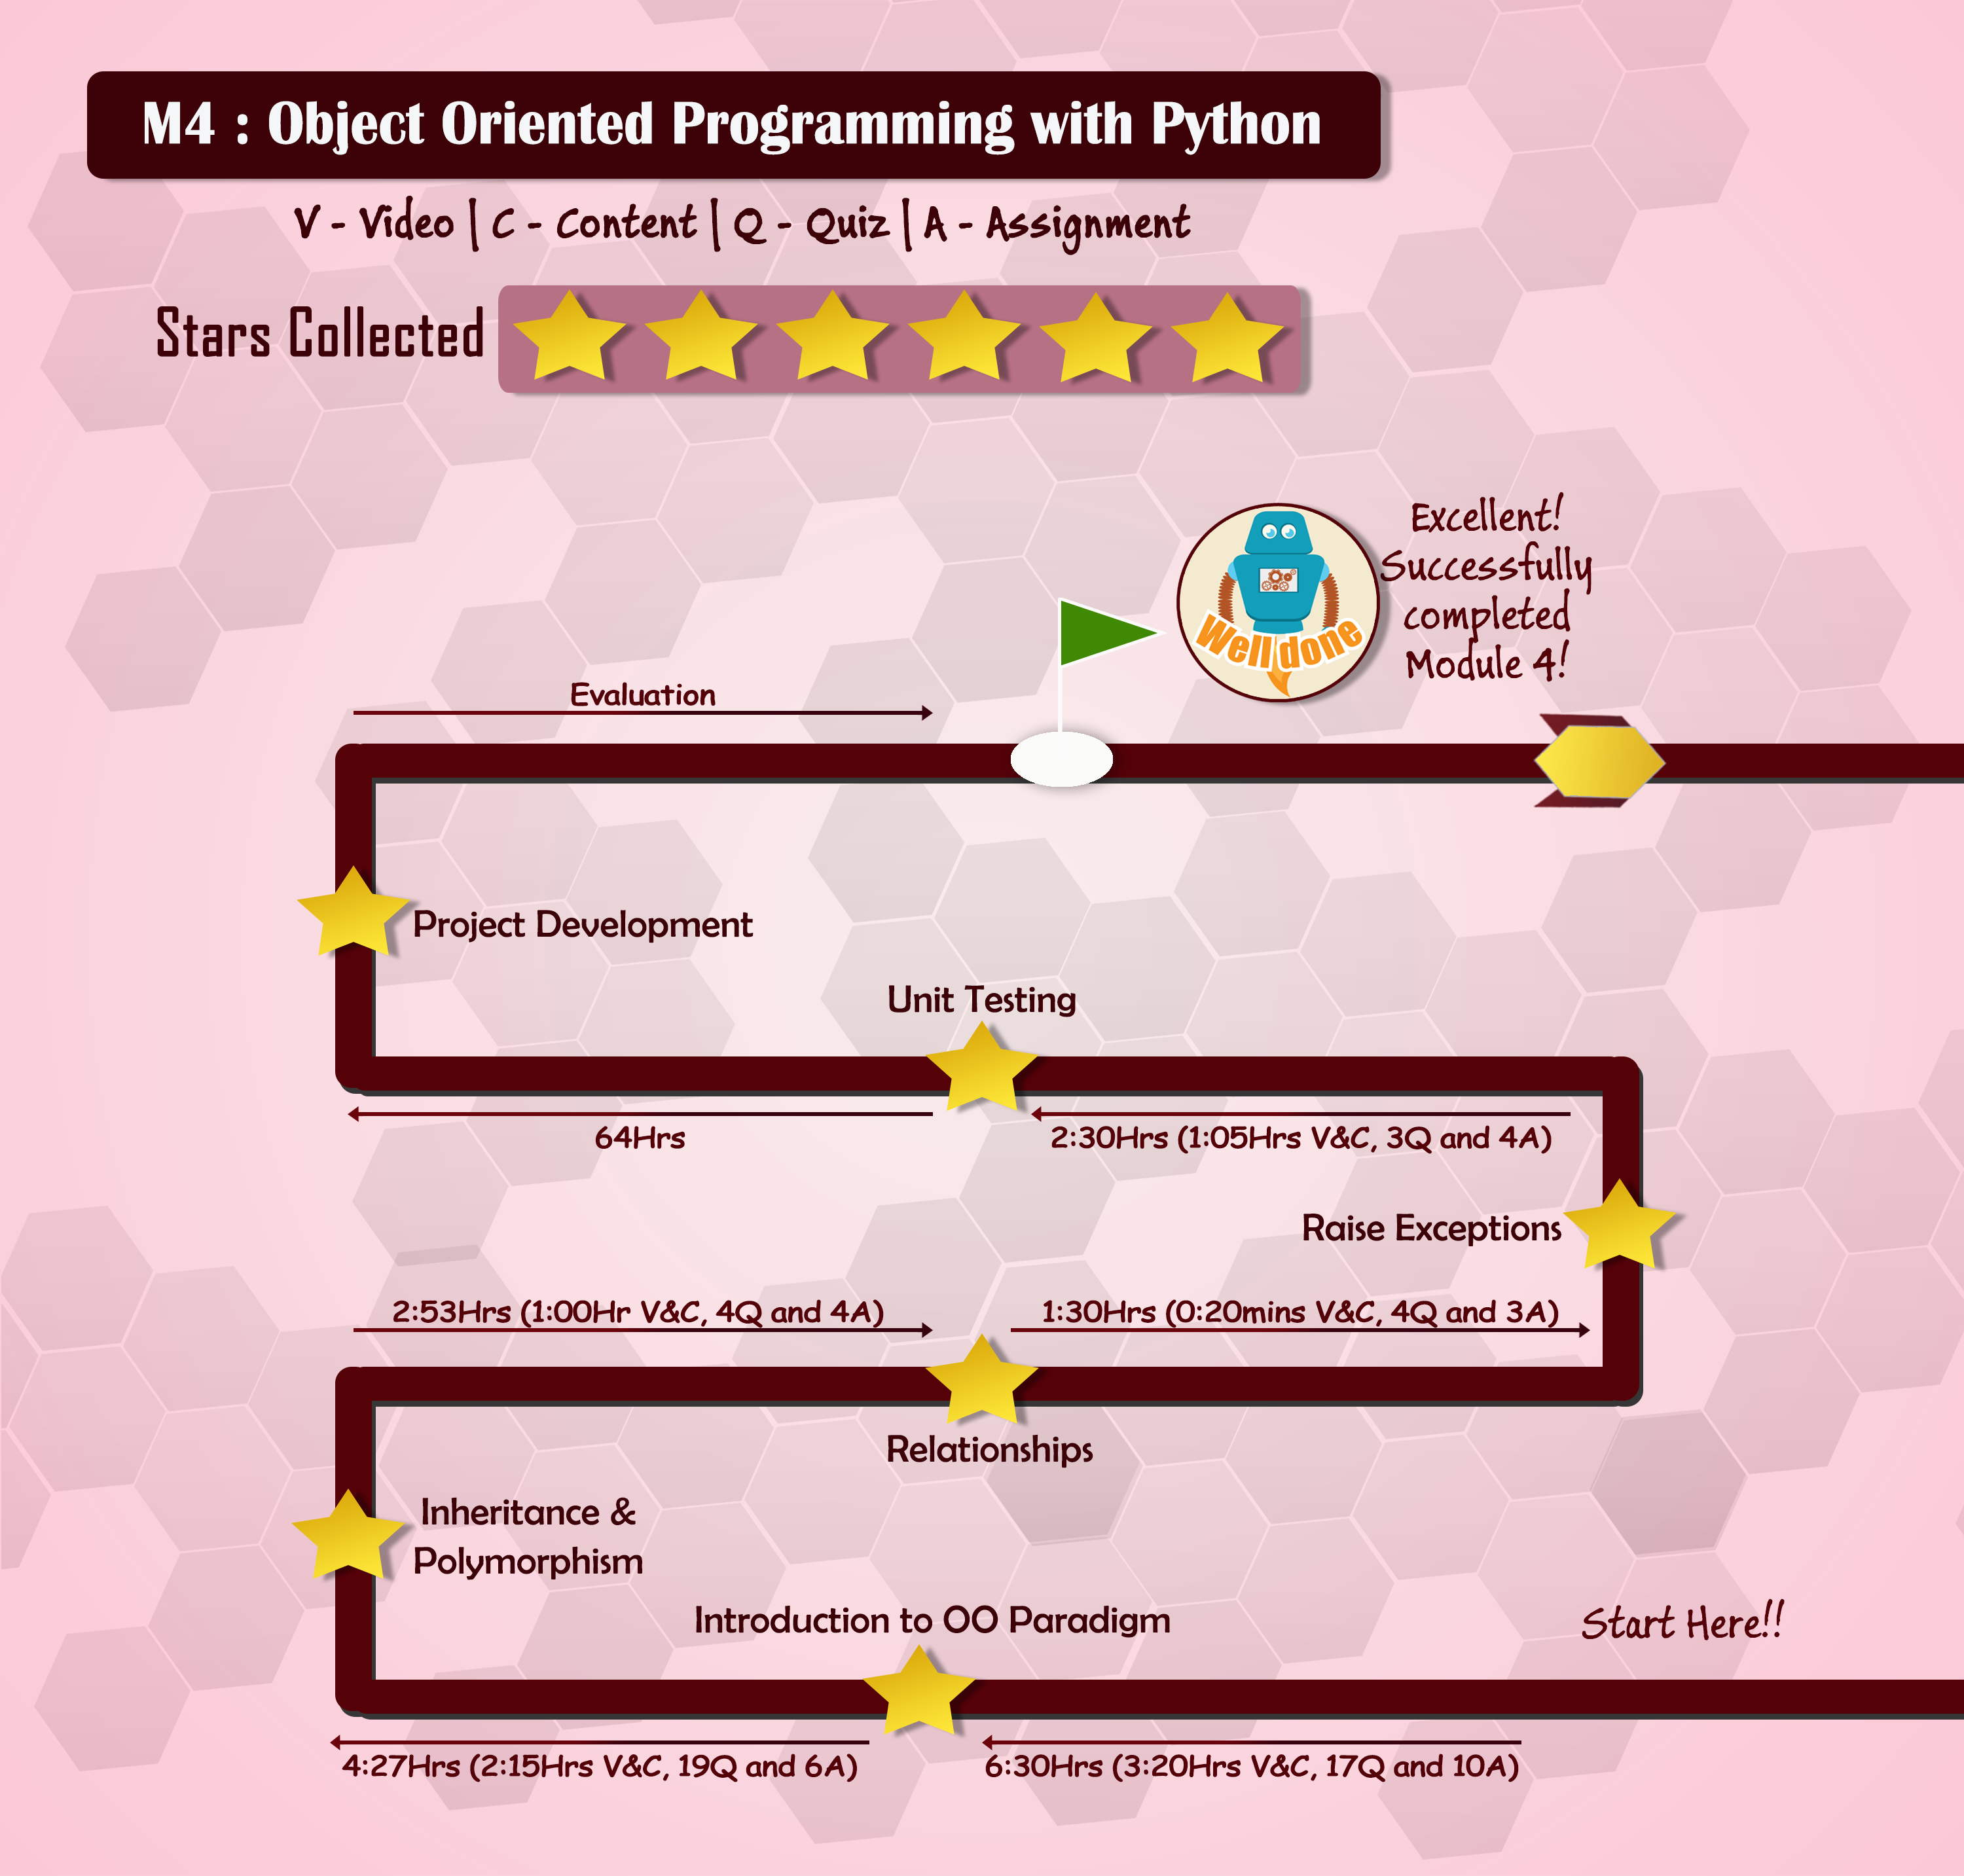 M4 : Object Oriented Programming with Python
V - Video | C - Content | Q - Quiz | A - Assignment
Stars Collected
Excellent!
Successfully
completed
Module 4!
Well done
Evaluation
Project Development
Unit Testing
64Hrs
2:30Hrs (1:05Hrs V&C, 3Q and 4A)
Raise Exceptions
2:53Hrs (1:00Hr V&C, 4Q and 4A)
1:30Hrs (0:20mins V&C, 4Q and 3A)
Relationships
Inheritance &
Polymorphism
Introduction to OO Paradigm
Start Here!!
4:27Hrs (2:15Hrs V&C, 19Q and 6A)
6:30Hrs (3:20Hrs V&C, 17Q and 10A)